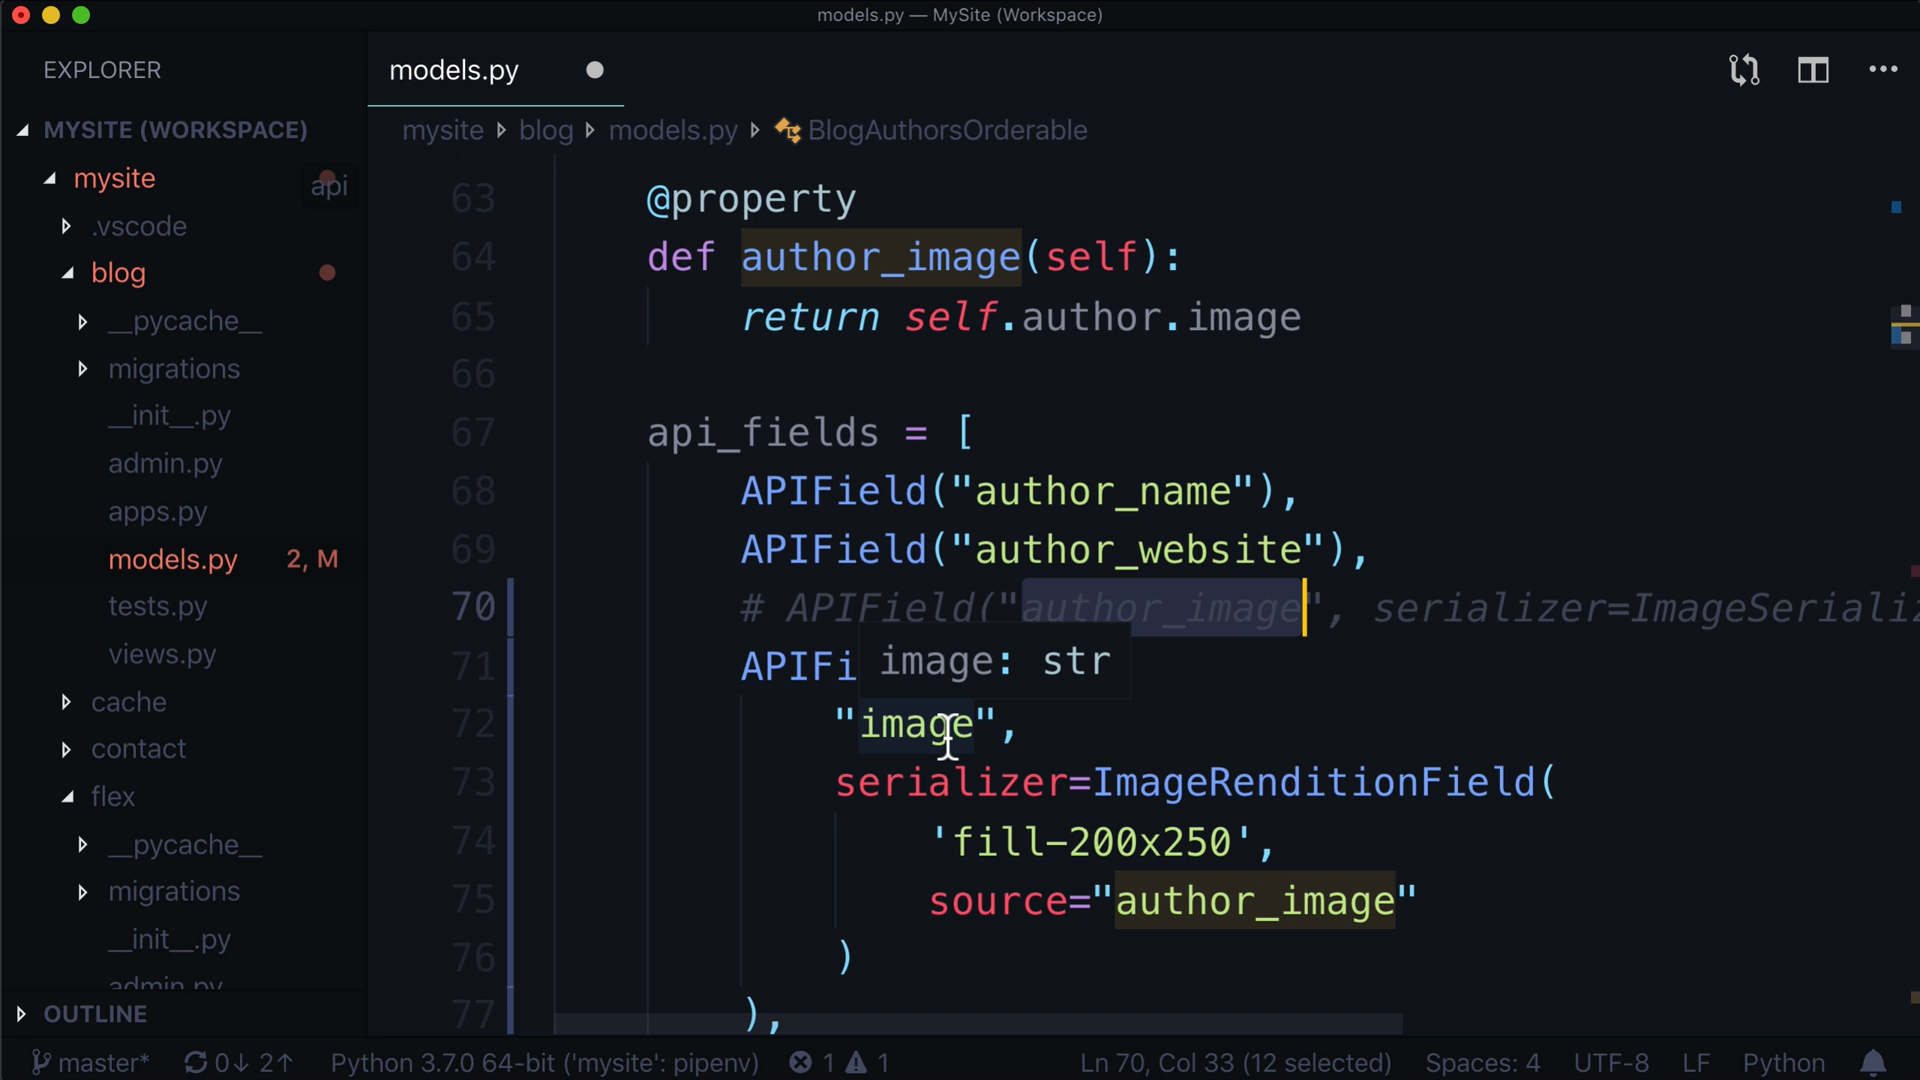 models.py — MySite (Workspace)
EXPLORER
MYSITE (WORKSPACE)
mysite
api
.vscode
blog
__pycache__
migrations
__init__.py
admin.py
apps.py
models.py 2, M
tests.py
views.py
cache
contact
flex
__pycache__
migrations
__init__.py
admin.py
OUTLINE
models.py
mysite blog models.py BlogAuthorsOrderable
63 @property
64 def author_image(self):
65 return self.author.image
66
67 api_fields = [
68 APIField("author_name"),
69 APIField("author_website"),
70 # APIField("author_image", serializer=ImageSerializ
71 APIFi
image: str
72 "image",
73 serializer=ImageRenditionField(
74 'fill-200x250',
75 source="author_image"
76 )
77 ),
master* 0↓ 2↑ Python 3.7.0 64-bit ('mysite': pipenv) 1 1 Ln 70, Col 33 (12 selected) Spaces: 4 UTF-8 LF Python